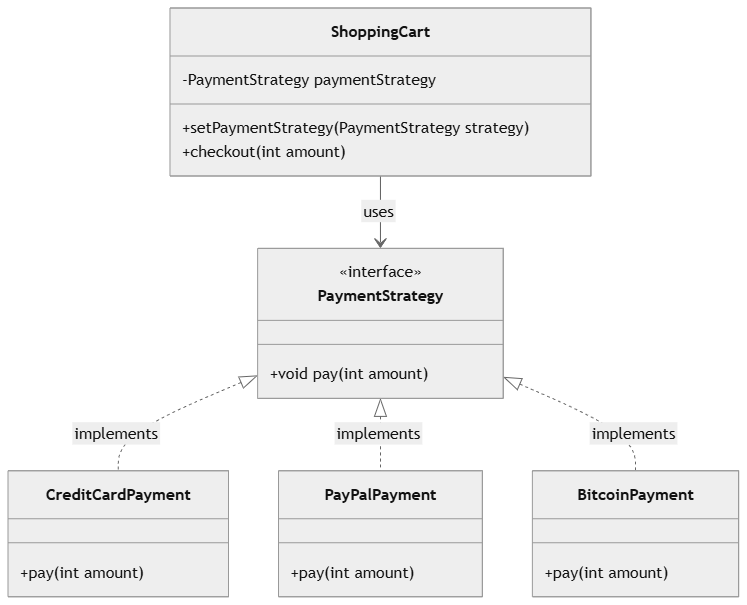 ShoppingCart
-PaymentStrategy paymentStrategy
+setPaymentStrategy(PaymentStrategy strategy)
+checkout(int amount)
uses
«interface»
PaymentStrategy
+void pay(int amount)
implements
implements
implements
CreditCardPayment
+pay(int amount)
PayPalPayment
+pay(int amount)
BitcoinPayment
+pay(int amount)